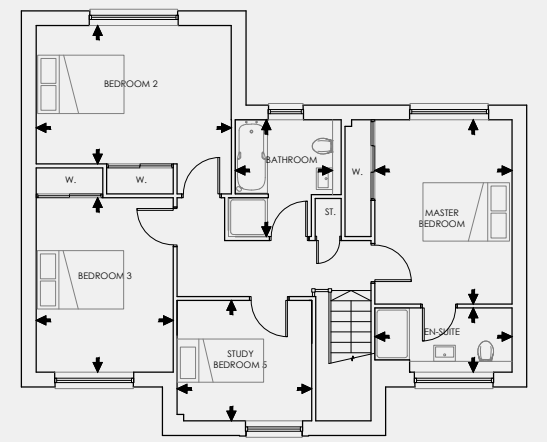 BEDROOM 2
BATHROOM
W.
W.
W.
ST.
MASTER
BEDROOM
BEDROOM 3
EN-SUITE
STUDY
BEDROOM 5